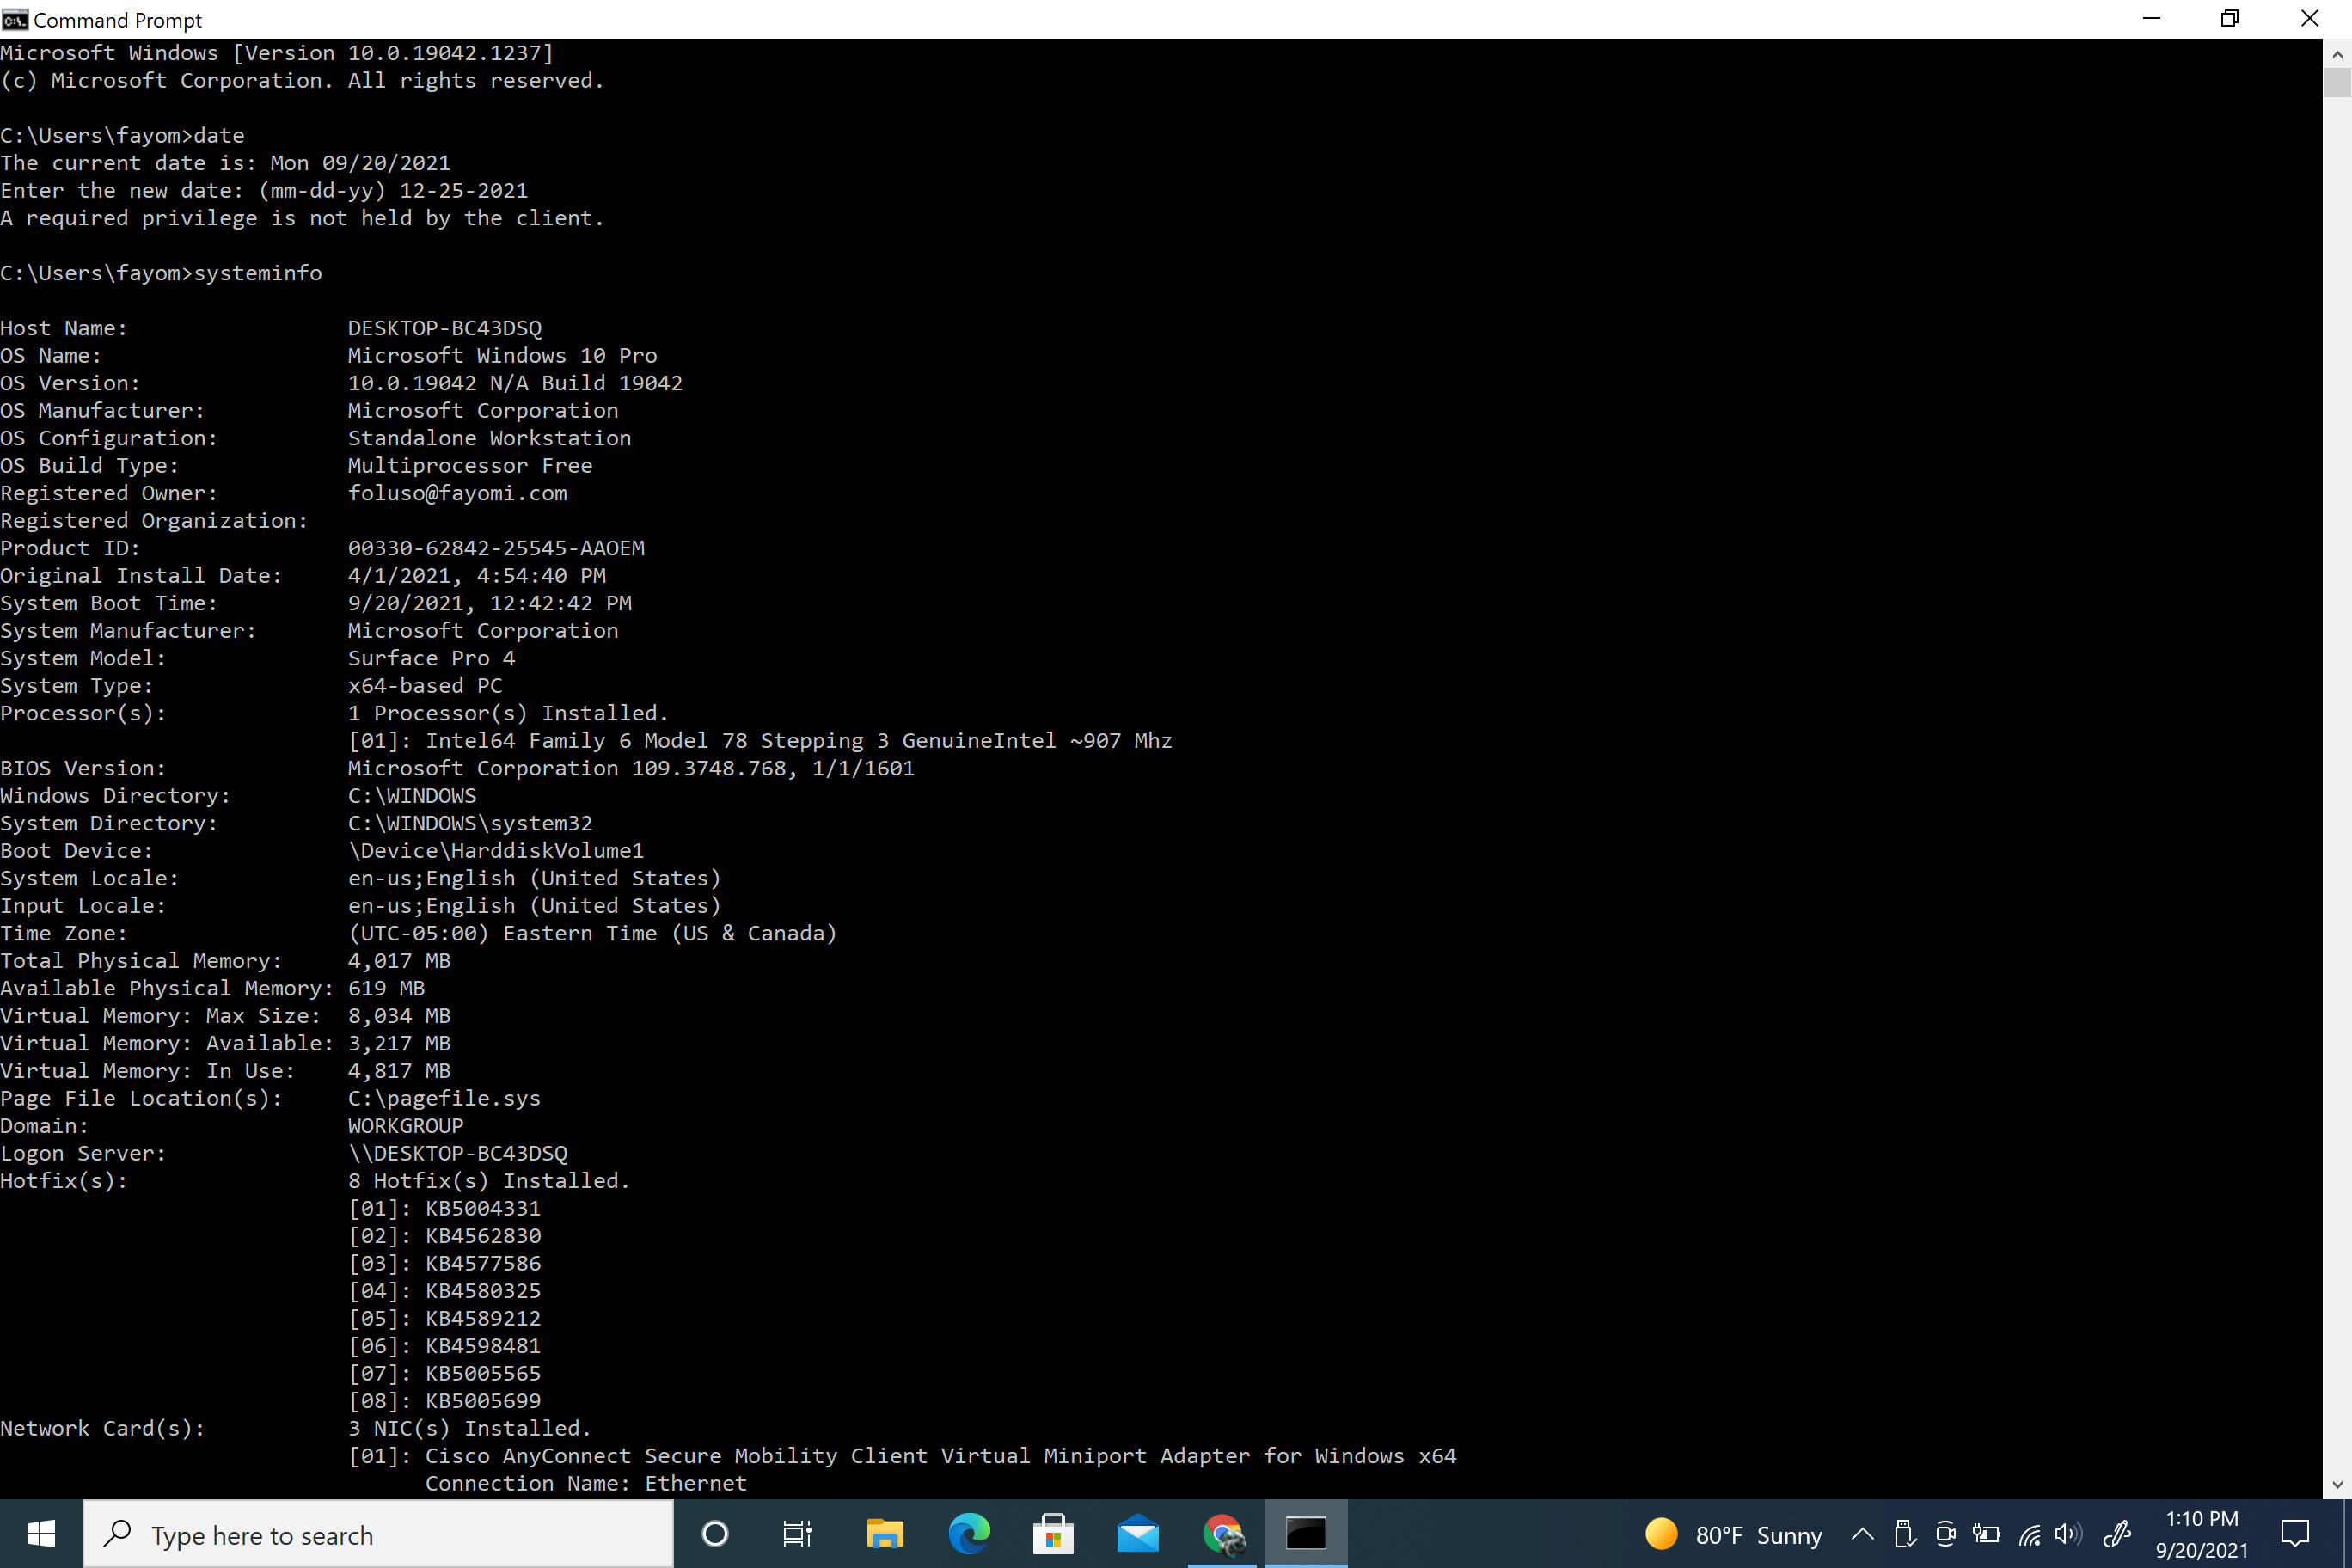 Command Prompt
Microsoft Windows [Version 10.0.19042.1237]
(c) Microsoft Corporation. All rights reserved.
C:\Users\fayom>date
The current date is: Mon 09/20/2021
Enter the new date: (mm-dd-yy) 12-25-2021
A required privilege is not held by the client.
C:\Users\fayom>systeminfo
Host Name: DESKTOP-BC43DSQ
OS Name: Microsoft Windows 10 Pro
OS Version: 10.0.19042 N/A Build 19042
OS Manufacturer: Microsoft Corporation
OS Configuration: Standalone Workstation
OS Build Type: Multiprocessor Free
Registered Owner: foluso@fayomi.com
Registered Organization:
Product ID: 00330-62842-25545-AAOEM
Original Install Date: 4/1/2021, 4:54:40 PM
System Boot Time: 9/20/2021, 12:42:42 PM
System Manufacturer: Microsoft Corporation
System Model: Surface Pro 4
System Type: x64-based PC
Processor(s): 1 Processor(s) Installed.
[01]: Intel64 Family 6 Model 78 Stepping 3 GenuineIntel ~907 Mhz
BIOS Version: Microsoft Corporation 109.3748.768, 1/1/1601
Windows Directory: C:\WINDOWS
System Directory: C:\WINDOWS\system32
Boot Device: \Device\HarddiskVolume1
System Locale: en-us;English (United States)
Input Locale: en-us;English (United States)
Time Zone: (UTC-05:00) Eastern Time (US & Canada)
Total Physical Memory: 4,017 MB
Available Physical Memory: 619 MB
Virtual Memory: Max Size: 8,034 MB
Virtual Memory: Available: 3,217 MB
Virtual Memory: In Use: 4,817 MB
Page File Location(s): C:\pagefile.sys
Domain: WORKGROUP
Logon Server: \\DESKTOP-BC43DSQ
Hotfix(s): 8 Hotfix(s) Installed.
[01]: KB5004331
[02]: KB4562830
[03]: KB4577586
[04]: KB4580325
[05]: KB4589212
[06]: KB4598481
[07]: KB5005565
[08]: KB5005699
Network Card(s): 3 NIC(s) Installed.
[01]: Cisco AnyConnect Secure Mobility Client Virtual Miniport Adapter for Windows x64
Connection Name: Ethernet
Type here to search
80°F Sunny
1:10 PM
9/20/2021